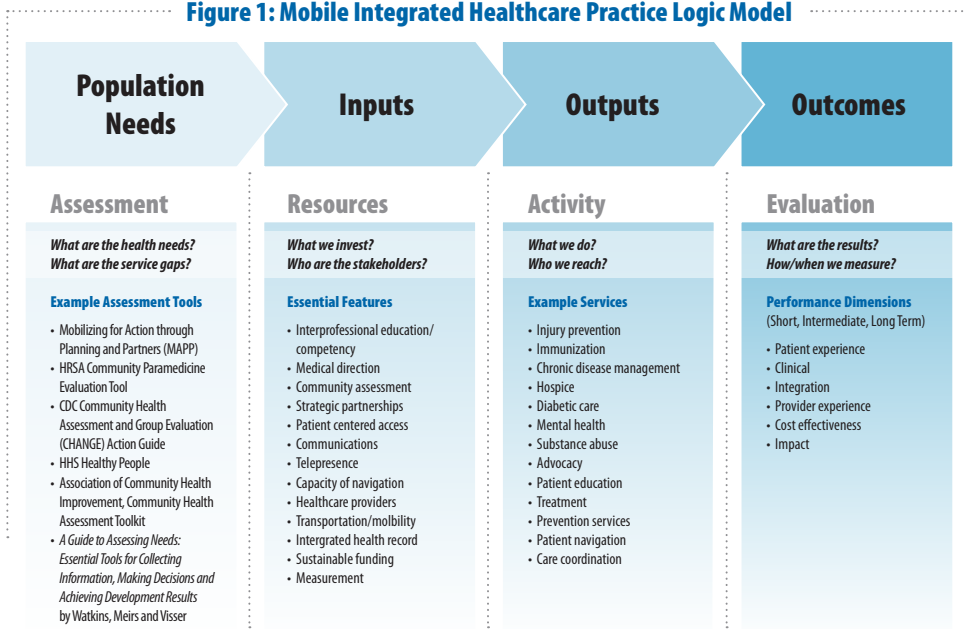 Figure 1: Mobile Integrated Healthcare Practice Logic Model
Population
Needs
Inputs
Outputs
Outcomes
Assessment
What are the health needs?
What are the service gaps?
Example Assessment Tools
• Mobilizing for Action through
Planning and Partners (MAPP)
• HRSA Community Paramedicine
Evaluation Tool
• CDC Community Health
Assessment and Group Evaluation
(CHANGE) Action Guide
• HHS Healthy People
• Association of Community Health
Improvement, Community Health
Assessment Toolkit
• A Guide to Assessing Needs:
Essential Tools for Collecting
Information, Making Decisions and
Achieving Development Results
by Watkins, Meirs and Visser
Resources
What we invest?
Who are the stakeholders?
Essential Features
• Interprofessional education/
competency
• Medical direction
• Community assessment
• Strategic partnerships
• Patient centered access
• Communications
• Telepresence
• Capacity of navigation
• Healthcare providers
• Transportation/molbility
• Intergrated health record
• Sustainable funding
• Measurement
Activity
What we do?
Who we reach?
Example Services
• Injury prevention
• Immunization
• Chronic disease management
• Hospice
• Diabetic care
• Mental health
• Substance abuse
• Advocacy
• Patient education
• Treatment
• Prevention services
• Patient navigation
• Care coordination
Evaluation
What are the results?
How/when we measure?
Performance Dimensions
(Short, Intermediate, Long Term)
• Patient experience
• Clinical
• Integration
• Provider experience
• Cost effectiveness
• Impact